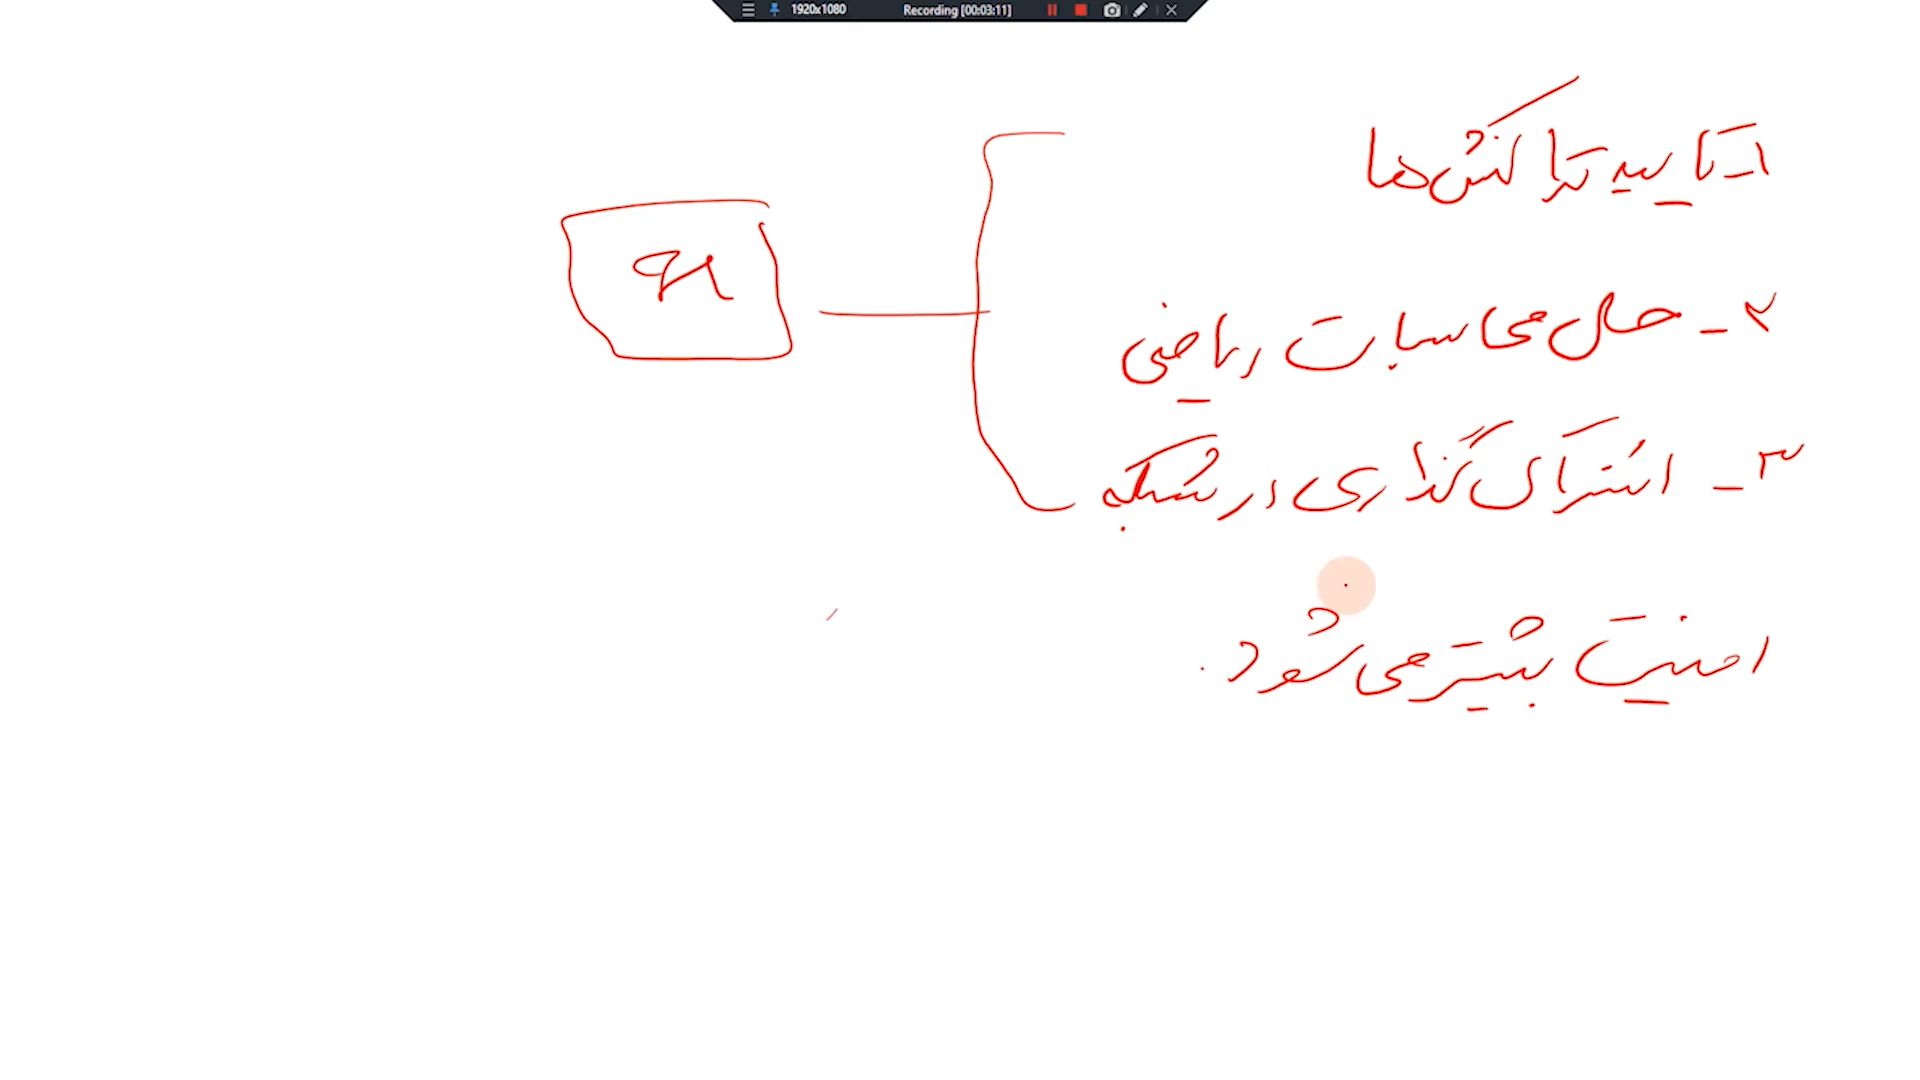 1920x1080 Recording [00:03:11]
۱- تایید تراکنش‌ها
۲- حل محاسبات ریاضی
۳- اشتراک گذاری در شبکه
امنیت بیشتر می شود.